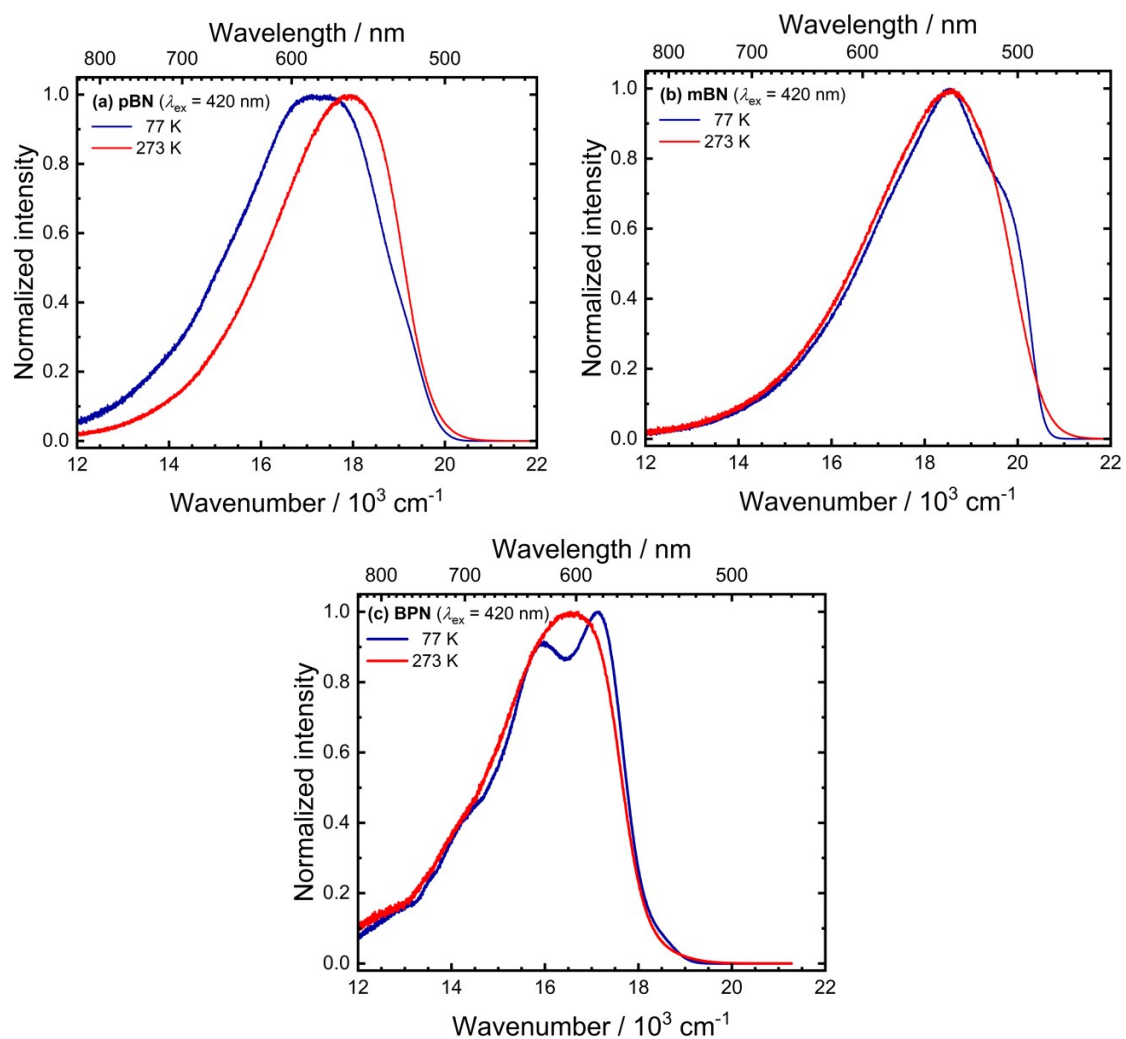 Wavelength / nm
800 700 600 500
(a) pBN (λex = 420 nm)
77 K
273 K
Normalized intensity
1.0
0.8
0.6
0.4
0.2
0.0
12 14 16 18 20 22
Wavenumber / 10³ cm⁻¹
Wavelength / nm
800 700 600 500
(b) mBN (λex = 420 nm)
77 K
273 K
Normalized intensity
1.0
0.8
0.6
0.4
0.2
0.0
12 14 16 18 20 22
Wavenumber / 10³ cm⁻¹
Wavelength / nm
800 700 600 500
(c) BPN (λex = 420 nm)
77 K
273 K
Normalized intensity
1.0
0.8
0.6
0.4
0.2
0.0
12 14 16 18 20 22
Wavenumber / 10³ cm⁻¹